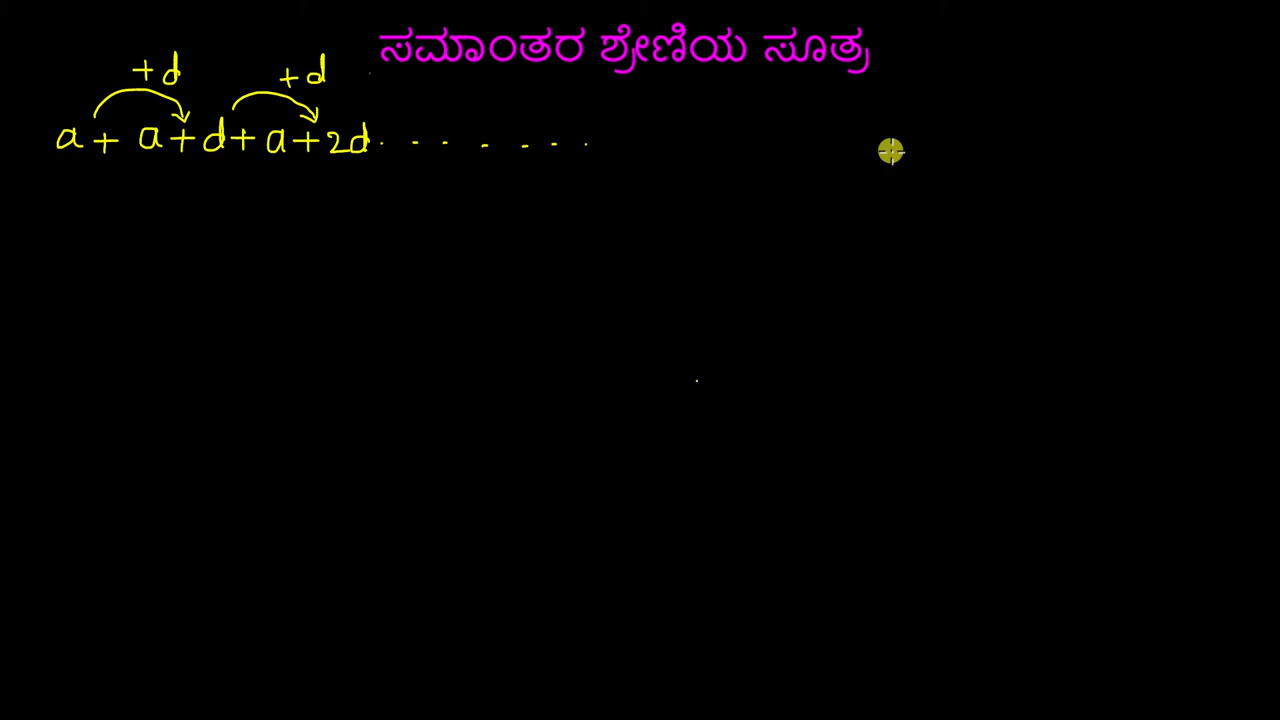 ಸಮಾಂತರ ಶ್ರೇಣಿಯ ಸೂತ್ರ
+d +d
a + a + d + a + 2d . . . . . . .